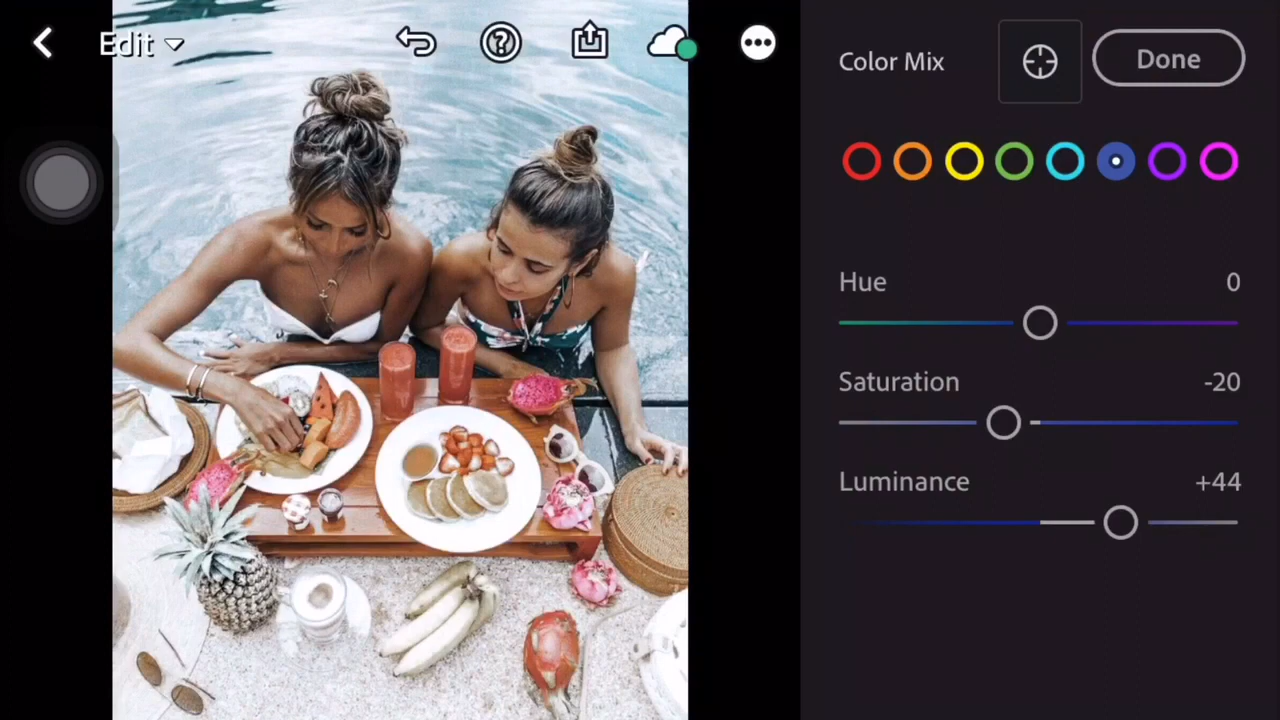 Edit
Color Mix
Done
Hue 0
Saturation -20
Luminance +44